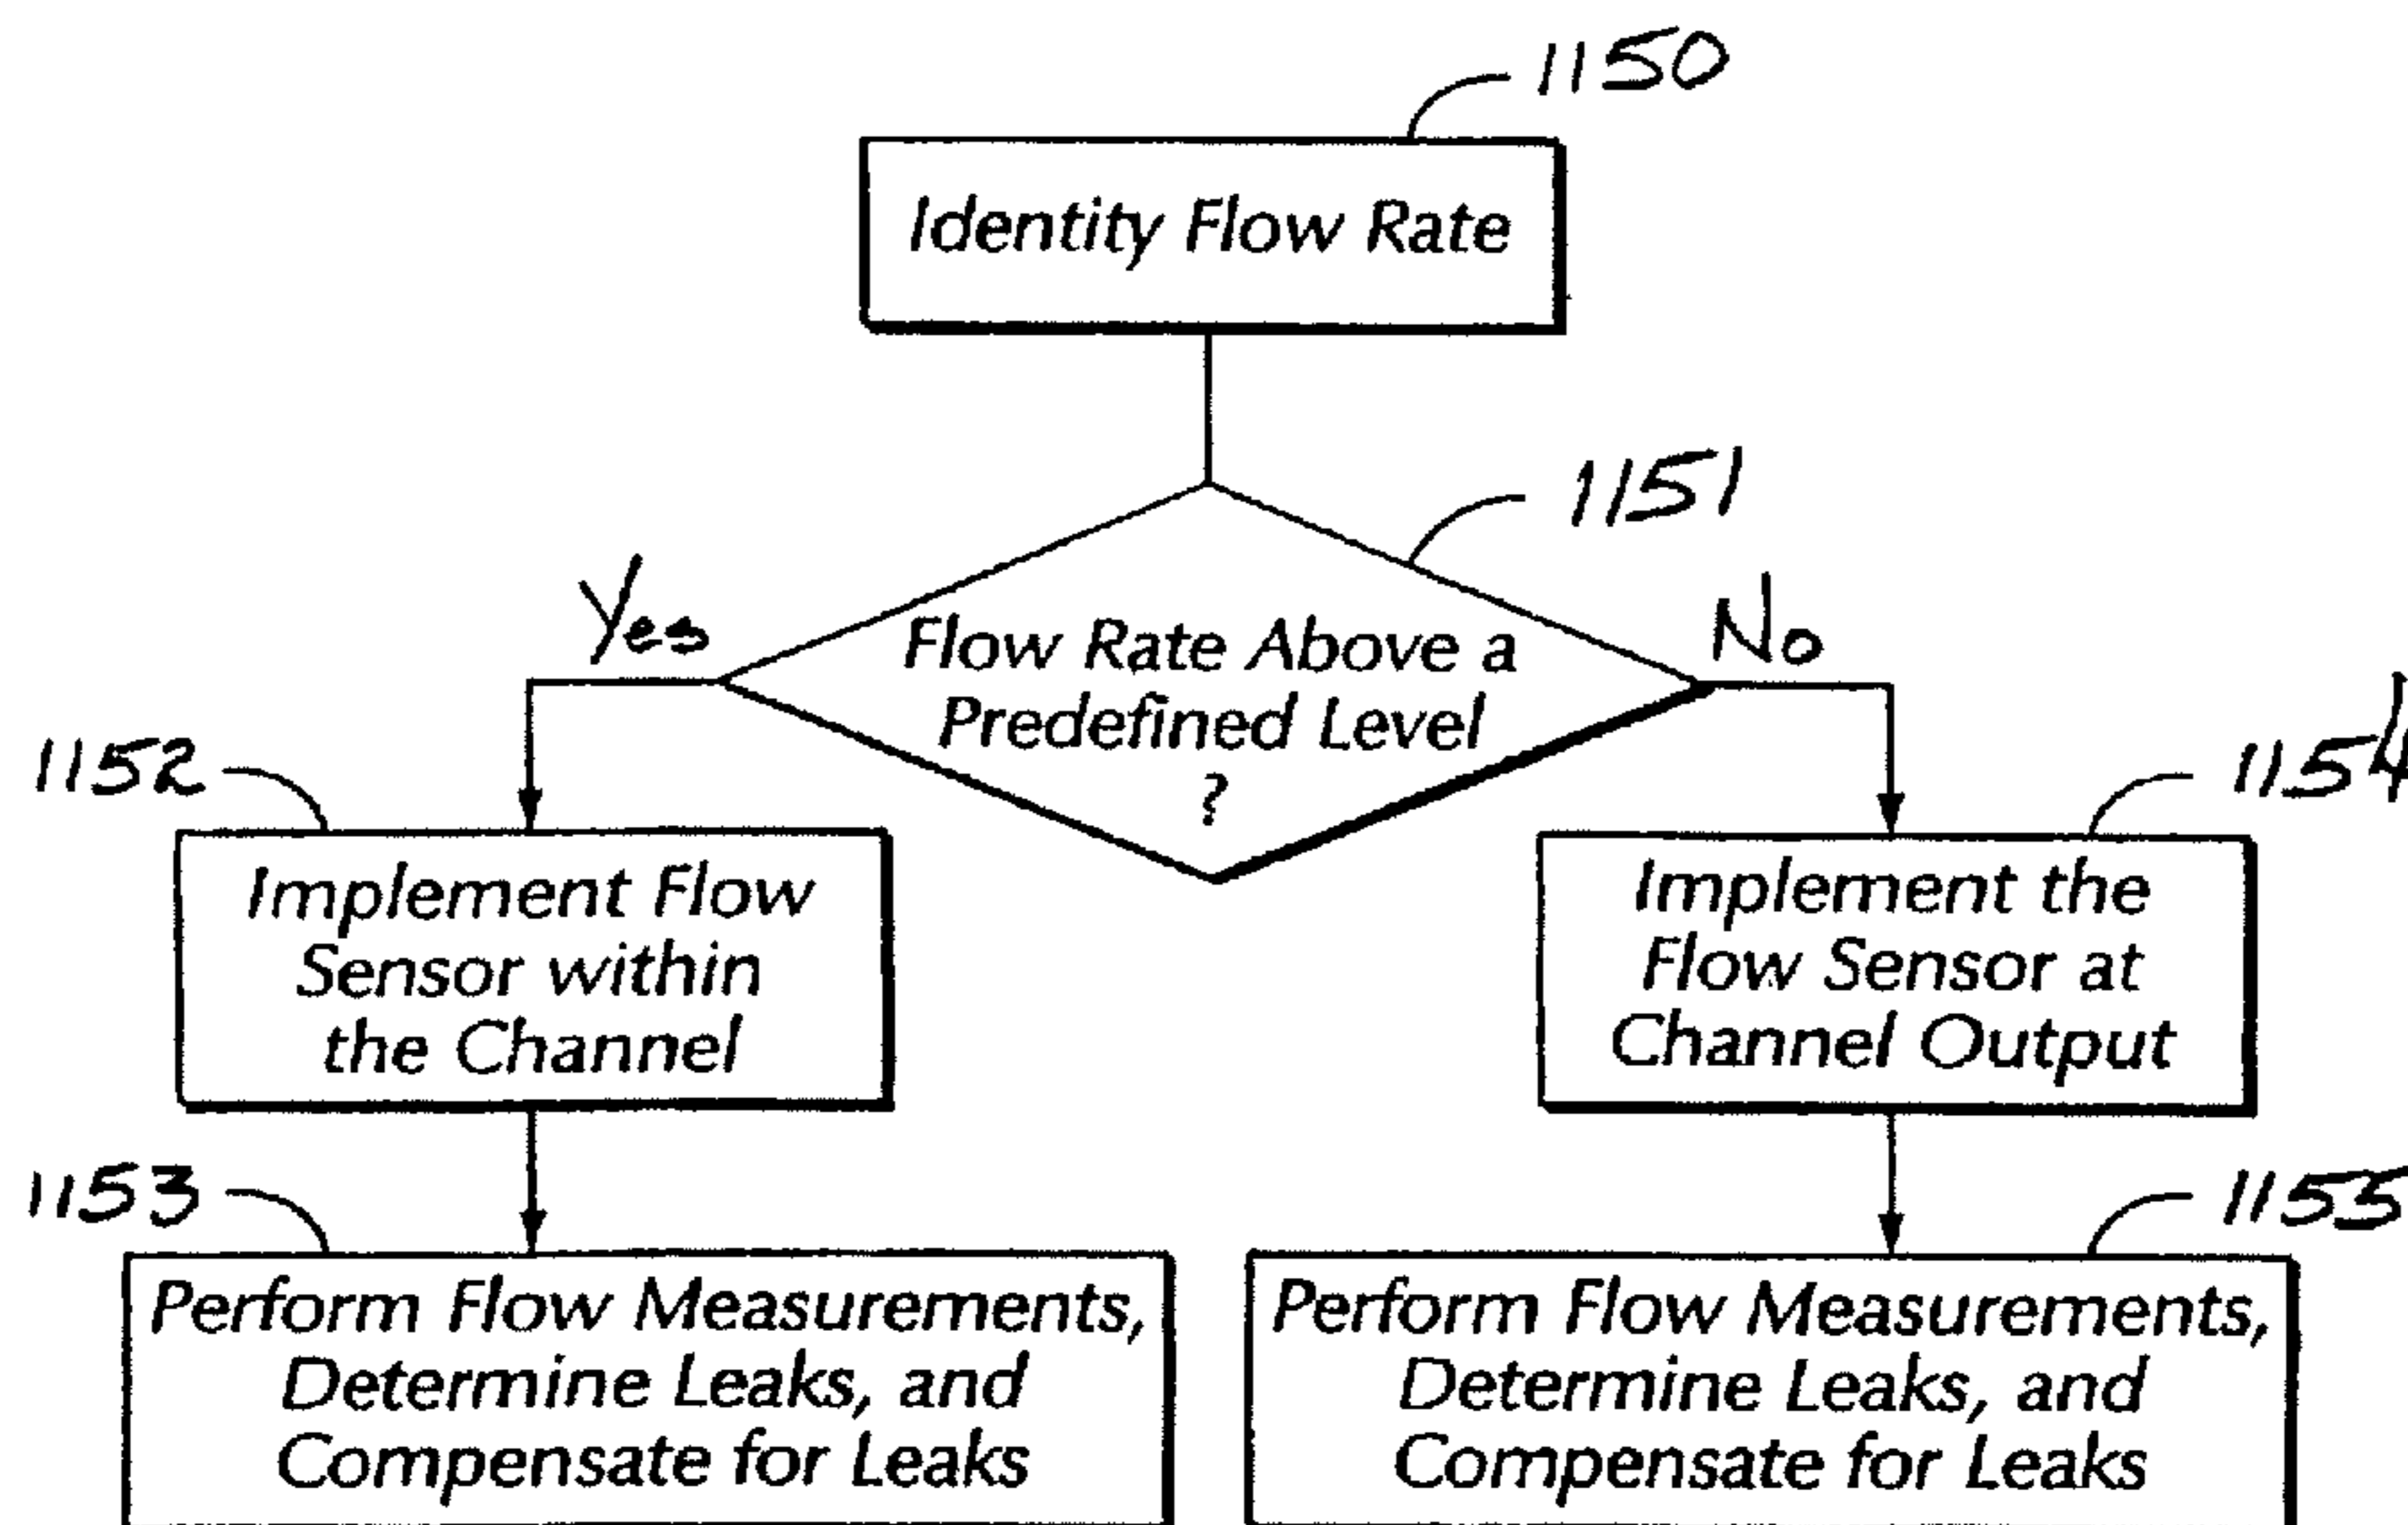 1150
Identity Flow Rate
1151
Yes
Flow Rate Above a
Predefined Level
?
No
1152
Implement Flow
Sensor within
the Channel
1154
Implement the
Flow Sensor at
Channel Output
1153
Perform Flow Measurements,
Determine Leaks, and
Compensate for Leaks
1155
Perform Flow Measurements,
Determine Leaks, and
Compensate for Leaks